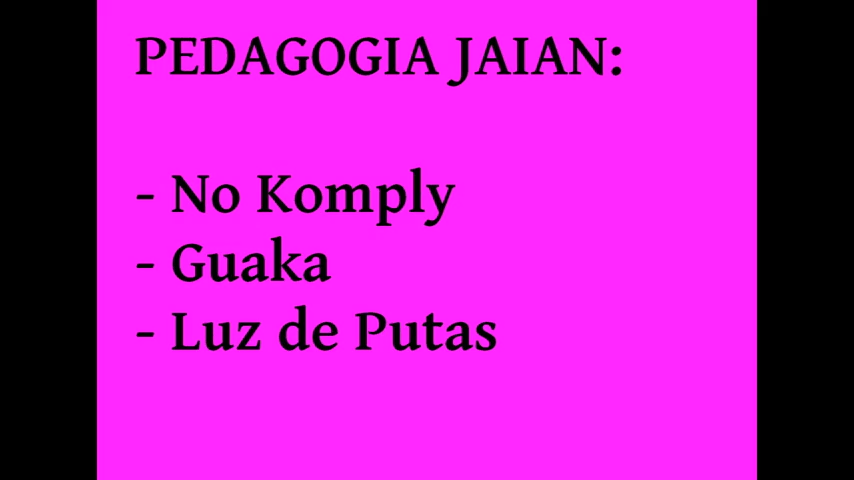 PEDAGOGIA JAIAN:
- No Komply
- Guaka
- Luz de Putas